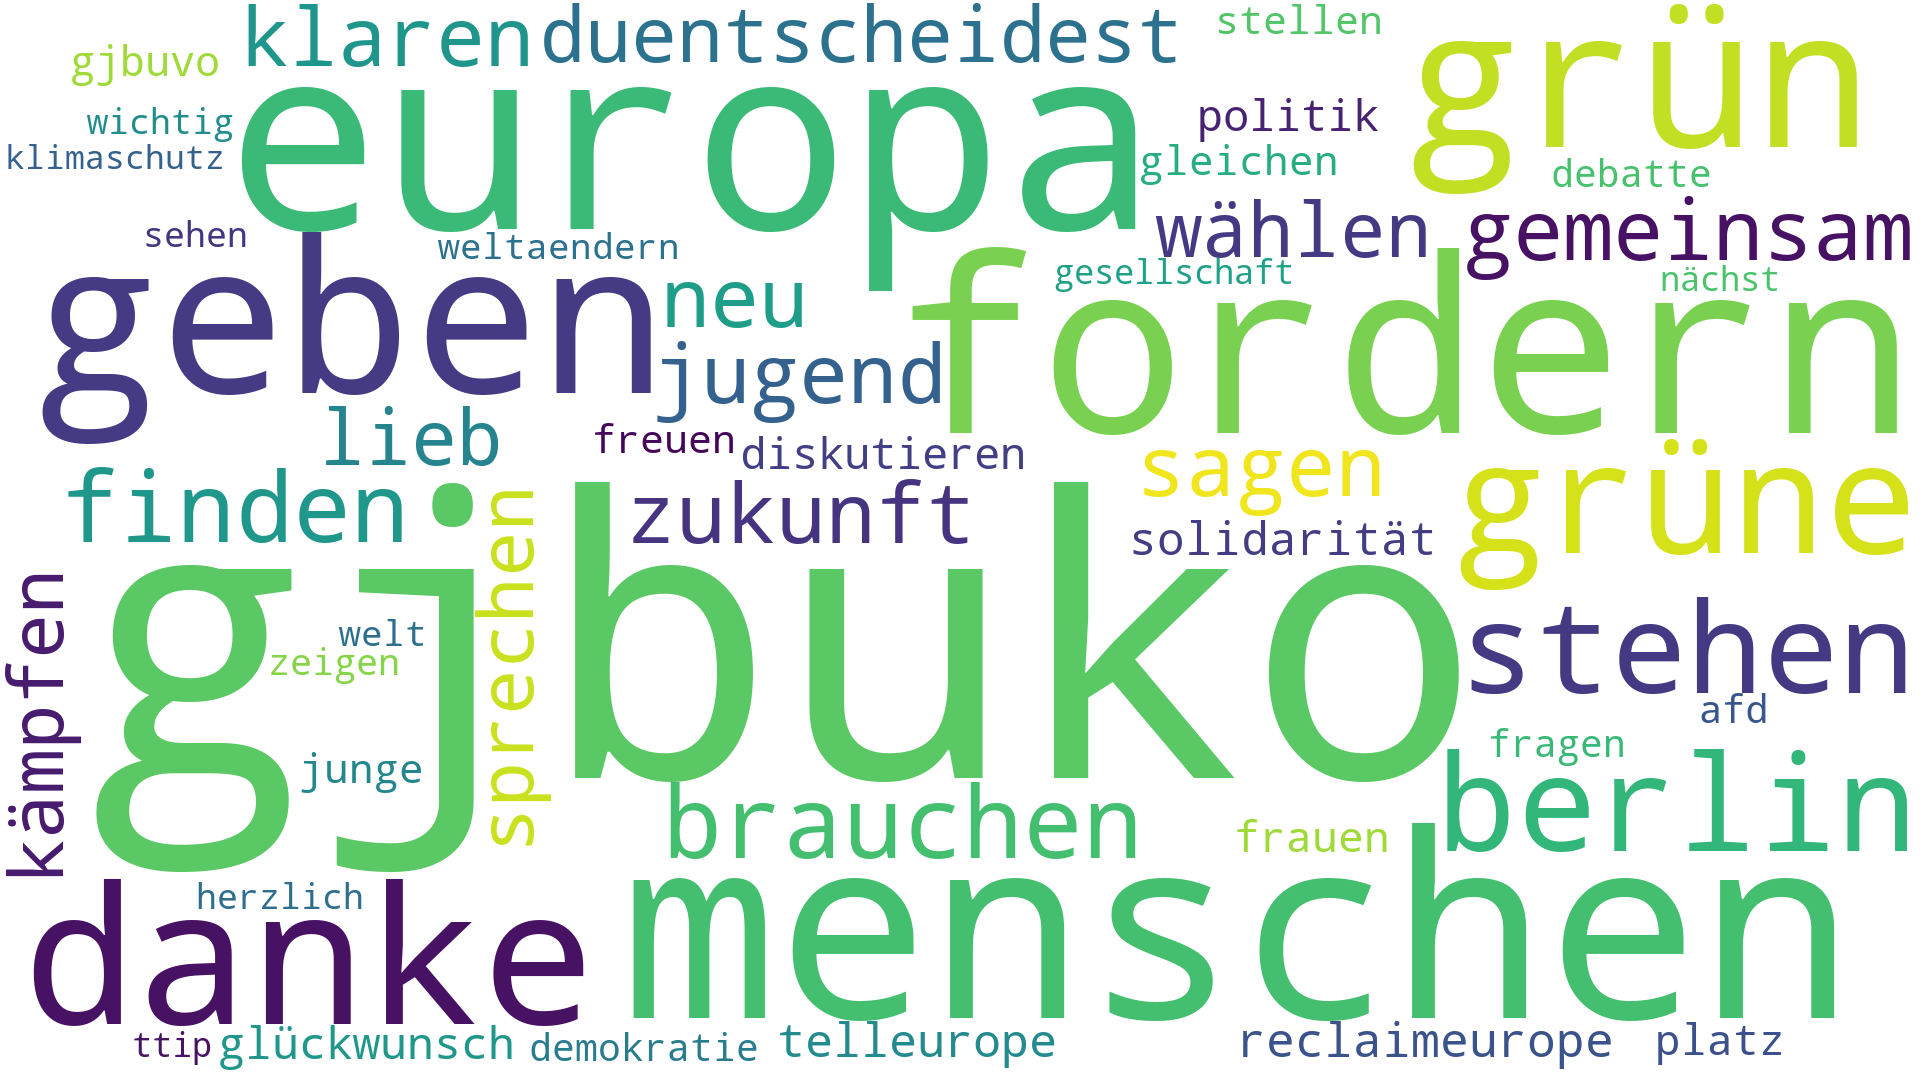 klaren
duentscheidest
stellen
grün
gjbuvo
europa
wichtig
politik
klimaschutz
gleichen
debatte
sehen
weltaendern
wählen
gemeinsam
geben
neu
gesellschaft
nächst
fordern
jugend
lieb
freuen
diskutieren
sagen
grüne
finden
zukunft
solidarität
sprechen
gjbuko
stehen
kämpfen
welt
zeigen
afd
fragen
junge
berlin
brauchen
frauen
herzlich
danke
menschen
ttip
glückwunsch
demokratie
telleurope
reclaimeurope
platz